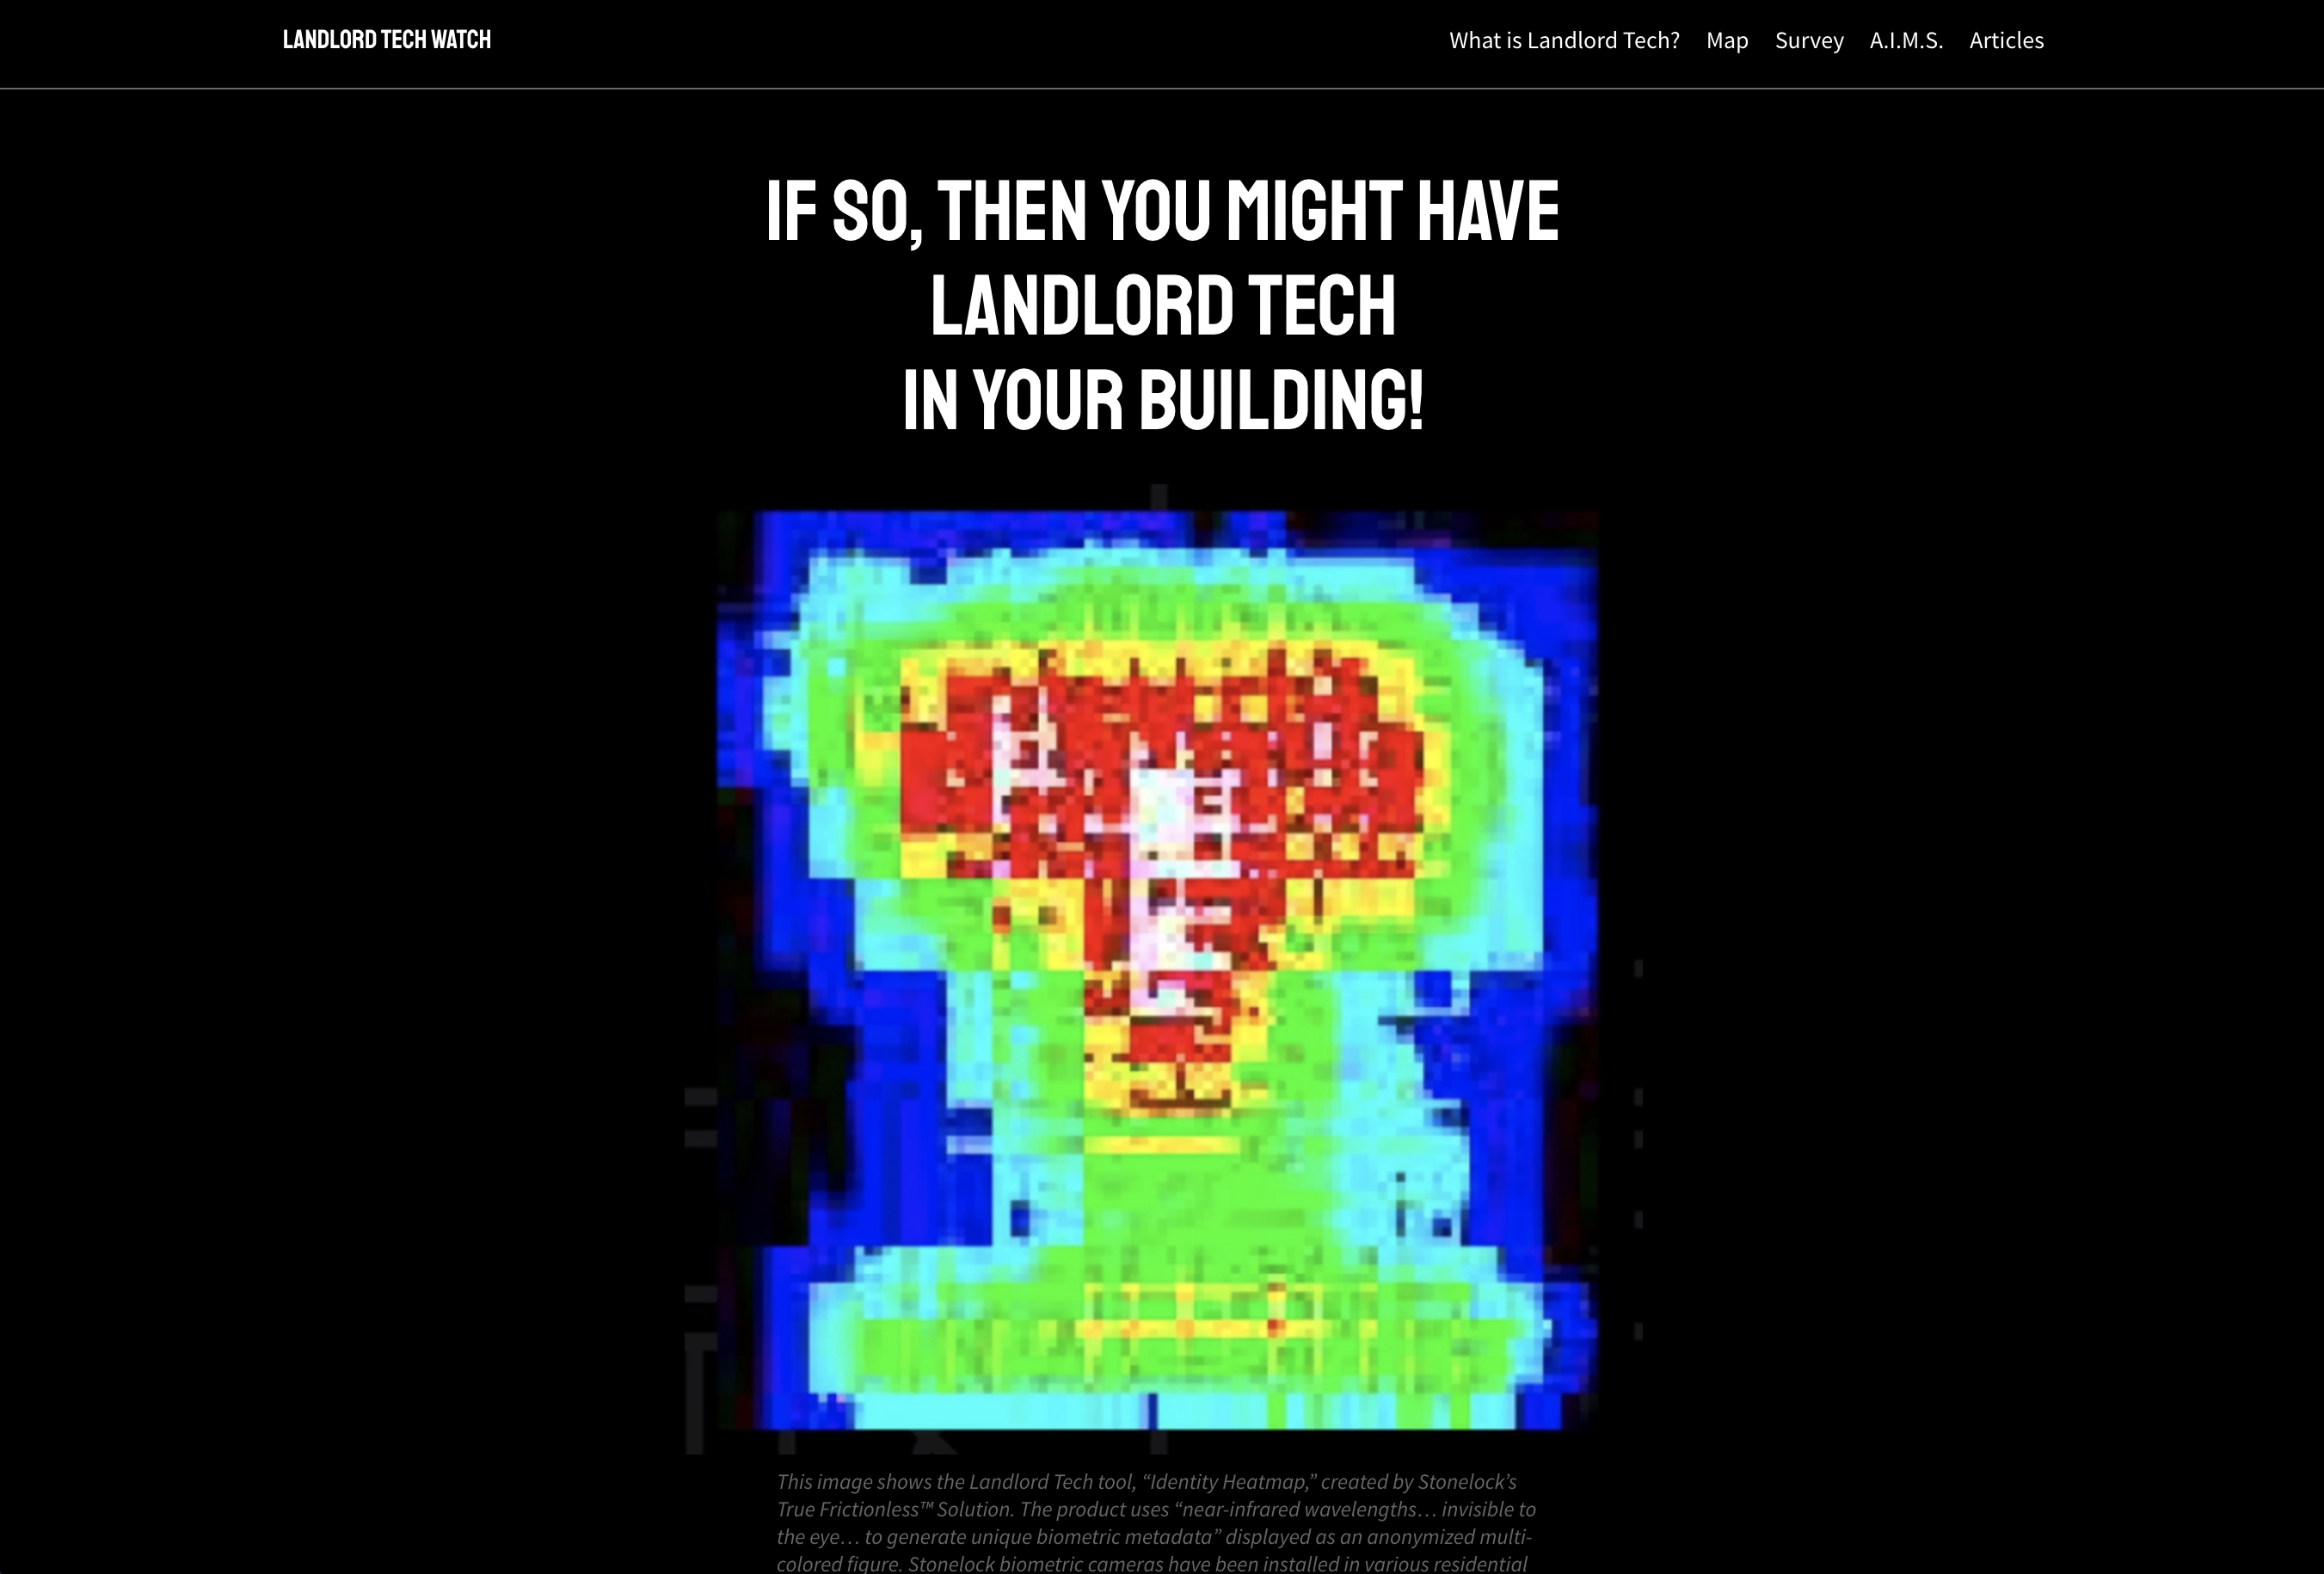 LANDLORD TECH WATCH
What is Landlord Tech? Map Survey A.I.M.S. Articles
IF SO, THEN YOU MIGHT HAVE
LANDLORD TECH
IN YOUR BUILDING!
This image shows the Landlord Tech tool, “Identity Heatmap,” created by Stonelock’s
True Frictionless™ Solution. The product uses “near-infrared wavelengths… invisible to
the eye… to generate unique biometric metadata” displayed as an anonymized multi-
colored figure. Stonelock biometric cameras have been installed in various residential